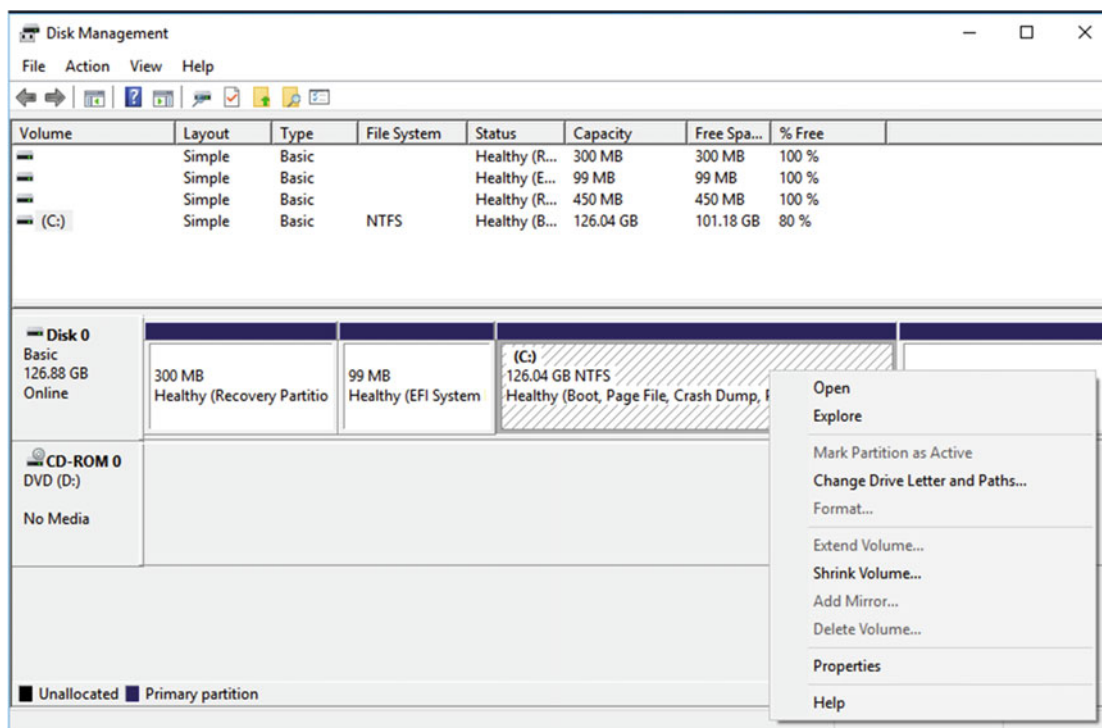 Disk Management
File Action View Help
Volume Layout Type File System Status Capacity Free Spa... % Free
Simple Basic Healthy (R... 300 MB 300 MB 100 %
Simple Basic Healthy (E... 99 MB 99 MB 100 %
Simple Basic Healthy (R... 450 MB 450 MB 100 %
(C:) Simple Basic NTFS Healthy (B... 126.04 GB 101.18 GB 80 %
Disk 0
Basic
126.88 GB
Online
300 MB
Healthy (Recovery Partitio
99 MB
Healthy (EFI System
(C:)
126.04 GB NTFS
Healthy (Boot, Page File, Crash Dump,
CD-ROM 0
DVD (D:)
No Media
Open
Explore
Mark Partition as Active
Change Drive Letter and Paths...
Format...
Extend Volume...
Shrink Volume...
Add Mirror...
Delete Volume...
Properties
Help
Unallocated Primary partition